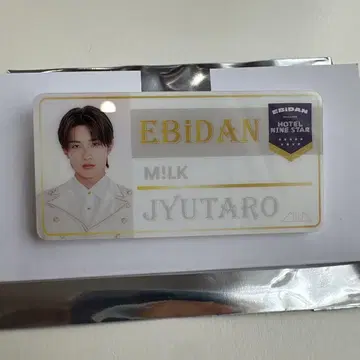 EBiDAN
M!LK
JYUTARO
EBiDAN
HOTEL
NINE STAR